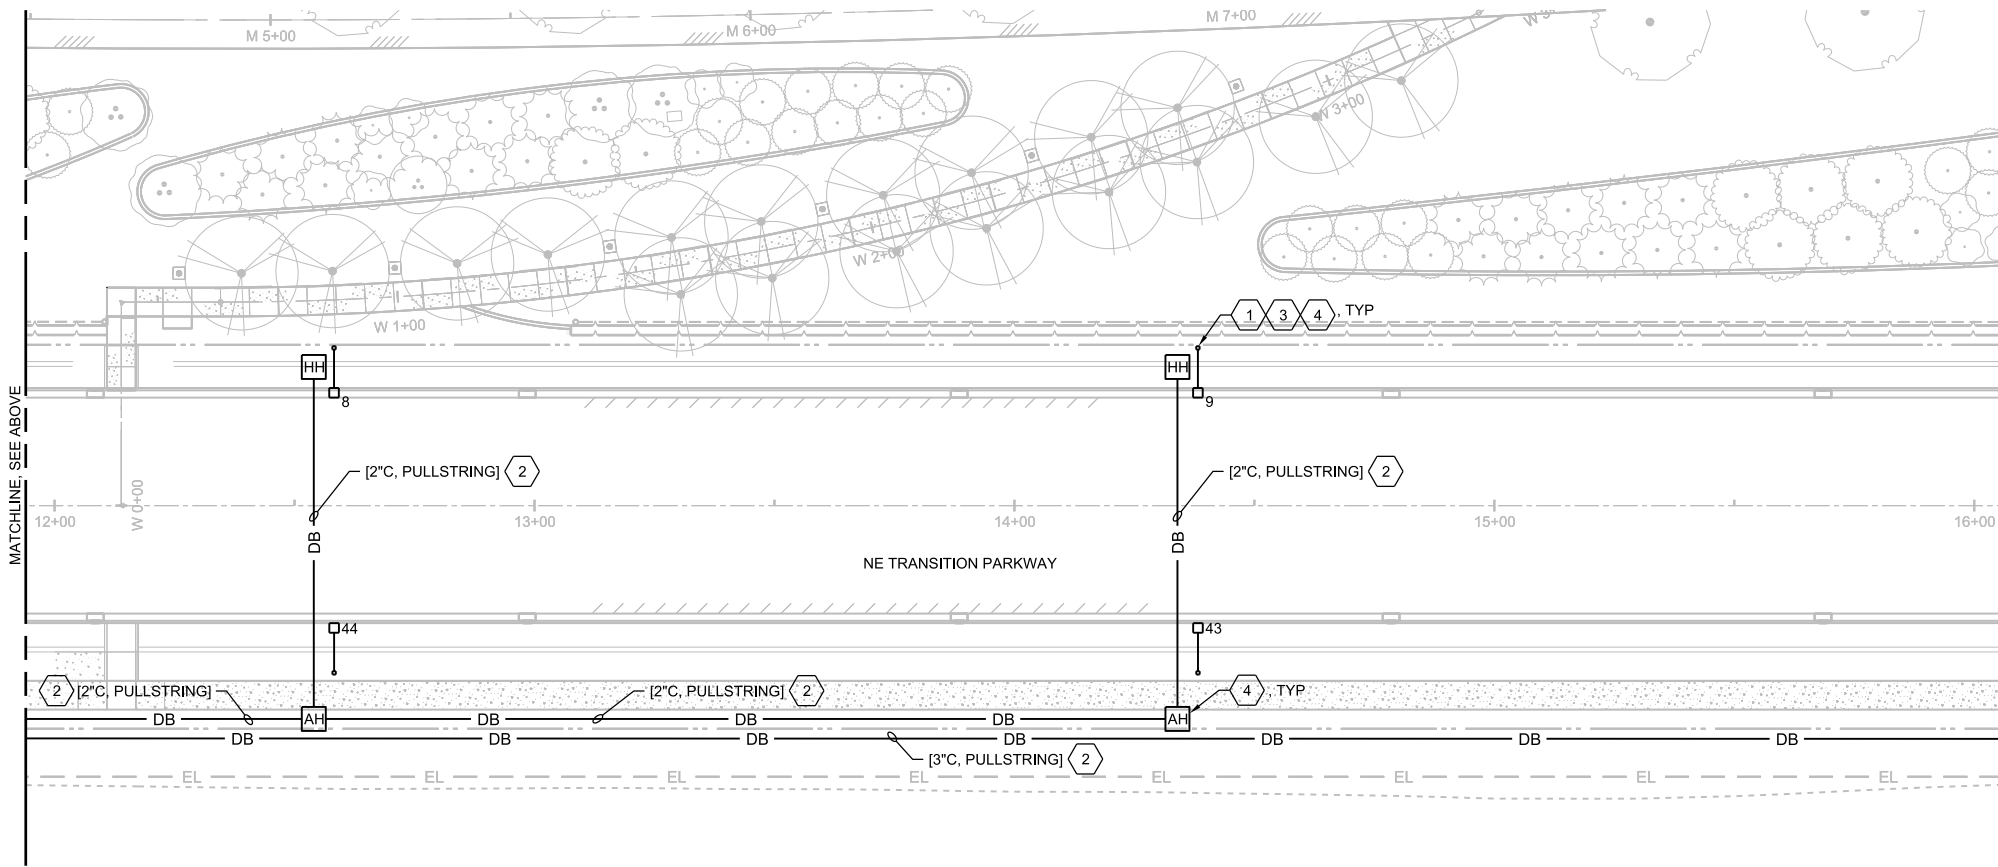 M 5+00
M 6+00
M 7+00
W 3+00
W 2+00
W 1+00
1 3 4 , TYP
HH
HH
8
9
MATCHLINE, SEE ABOVE
[2"C, PULLSTRING] 2
[2"C, PULLSTRING] 2
W 0+00
12+00
13+00
14+00
15+00
16+00
DB
DB
NE TRANSITION PARKWAY
44
43
2 [2"C, PULLSTRING]
[2"C, PULLSTRING] 2
4 , TYP
AH
AH
DB DB DB DB
DB DB DB DB DB DB DB
[3"C, PULLSTRING] 2
EL EL EL EL EL EL EL EL